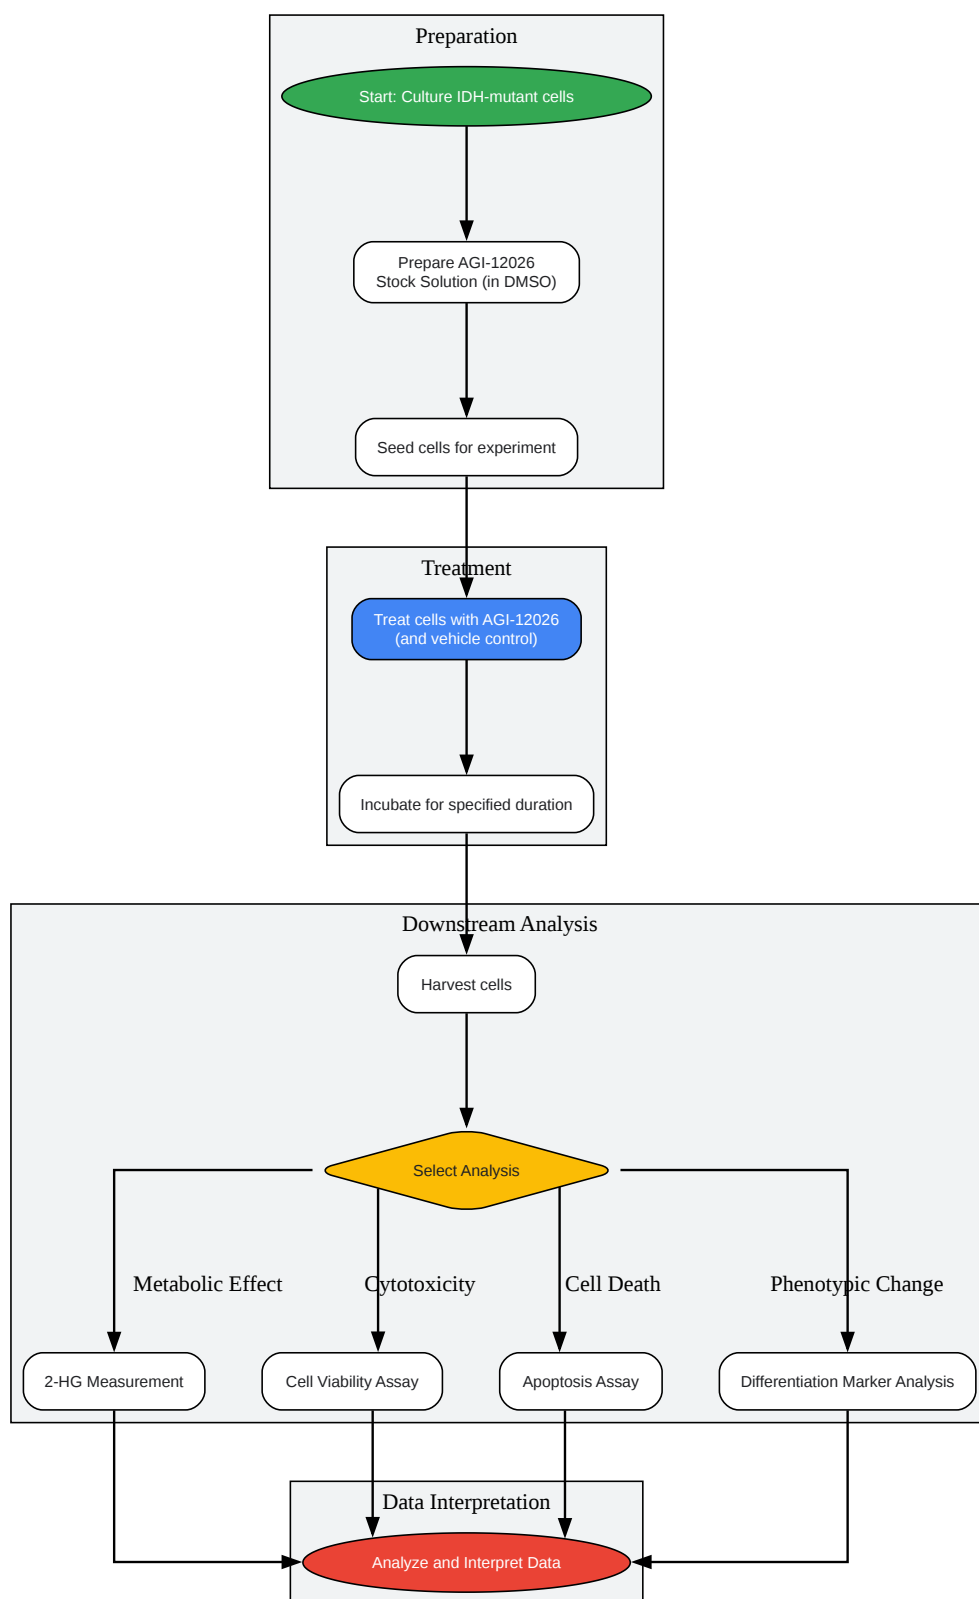 Preparation
Start: Culture IDH-mutant cells
Prepare AGI-12026
Stock Solution (in DMSO)
Seed cells for experiment
Treatment
Treat cells with AGI-12026
(and vehicle control)
Incubate for specified duration
Downstream Analysis
Harvest cells
Select Analysis
Metabolic Effect
Cytotoxicity
Cell Death
Phenotypic Change
2-HG Measurement
Cell Viability Assay
Apoptosis Assay
Differentiation Marker Analysis
Data Interpretation
Analyze and Interpret Data